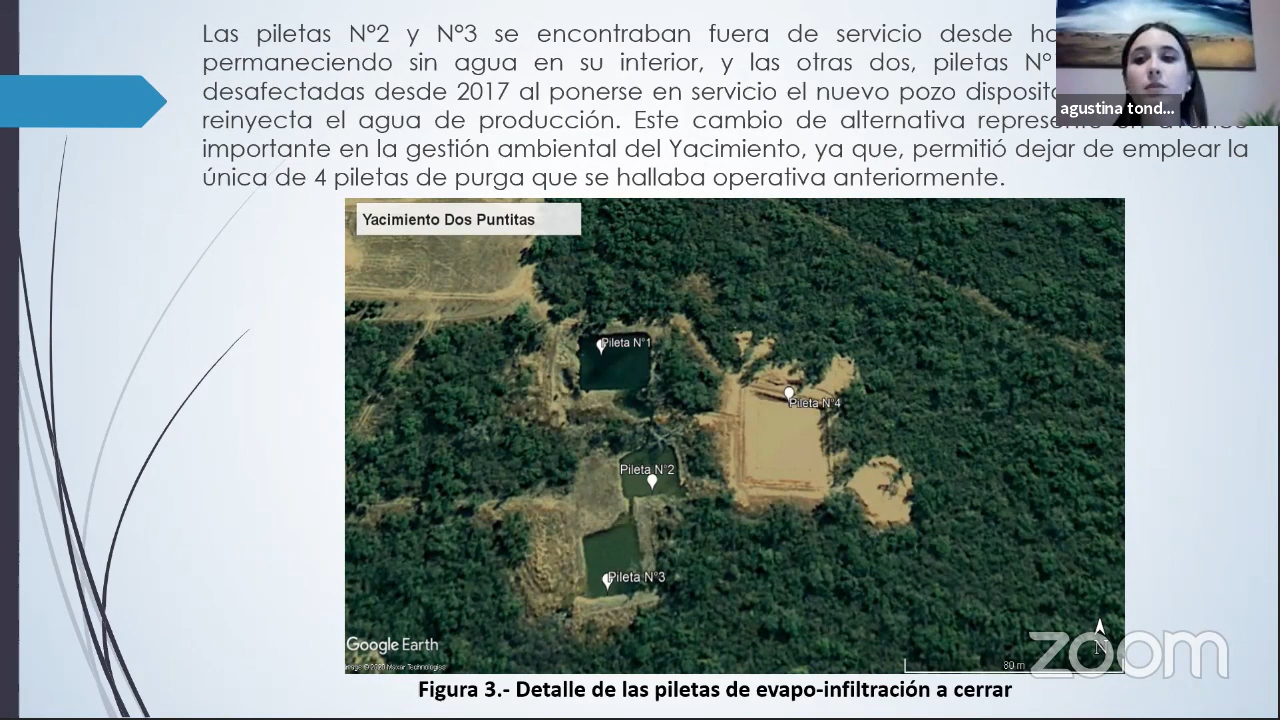 Las piletas N°2 y N°3 se encontraban fuera de servicio desde
permaneciendo sin agua en su interior, y las otras dos, piletas N°
desafectadas desde 2017 al ponerse en servicio el nuevo pozo
reinyecta el agua de producción. Este cambio de alternativa
importante en la gestión ambiental del Yacimiento, ya que, permitió dejar de emplear la
única de 4 piletas de purga que se hallaba operativa anteriormente.
agustina tond...
Yacimiento Dos Puntitas
Pileta N°1
Pileta N°4
Pileta N°2
Pileta N°3
Google Earth
Image © 2020 Maxar Technologies
N
80 m
zoom
Figura 3.- Detalle de las piletas de evapo-infiltración a cerrar